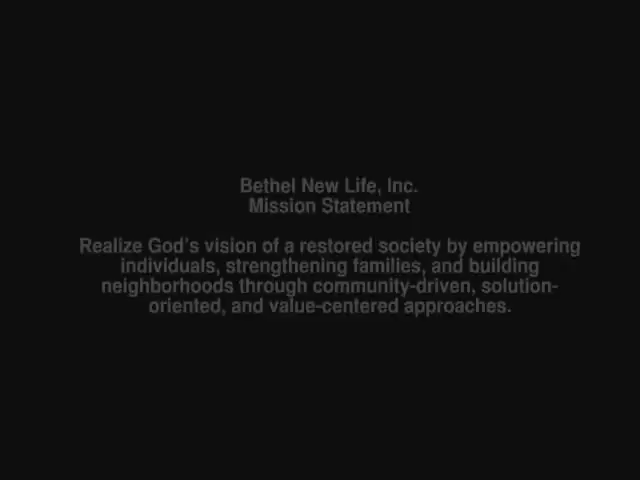 Bethel New Life, Inc.
Mission Statement
Realize God's vision of a restored society by empowering
individuals, strengthening families, and building
neighborhoods through community-driven, solution-
oriented, and value-centered approaches.